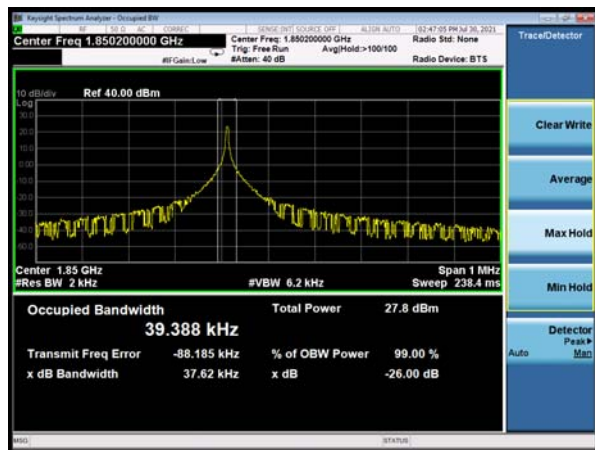 Keysight Spectrum Analyzer - Occupied BW
RF 50 Ω AC CORREC SENSE:INT SOURCE OFF ALIGN AUTO 02:47:05 PM Jul 30, 2021
Center Freq 1.850200000 GHz
Center Freq: 1.850200000 GHz
Radio Std: None
Trig: Free Run
Avg|Hold:>100/100
#IFGain:Low
#Atten: 40 dB
Radio Device: BTS
Trace/Detector
10 dB/div
Ref 40.00 dBm
Log
30.0
20.0
10.0
0.00
-10.0
-20.0
-30.0
-40.0
-50.0
Clear Write
Average
Max Hold
Min Hold
Detector
Peak
Auto Man
Center 1.85 GHz
Span 1 MHz
#Res BW 2 kHz
#VBW 6.2 kHz
Sweep 238.4 ms
Occupied Bandwidth
Total Power 27.8 dBm
39.388 kHz
Transmit Freq Error -88.185 kHz
% of OBW Power 99.00 %
x dB Bandwidth 37.62 kHz
x dB -26.00 dB
MSG
STATUS